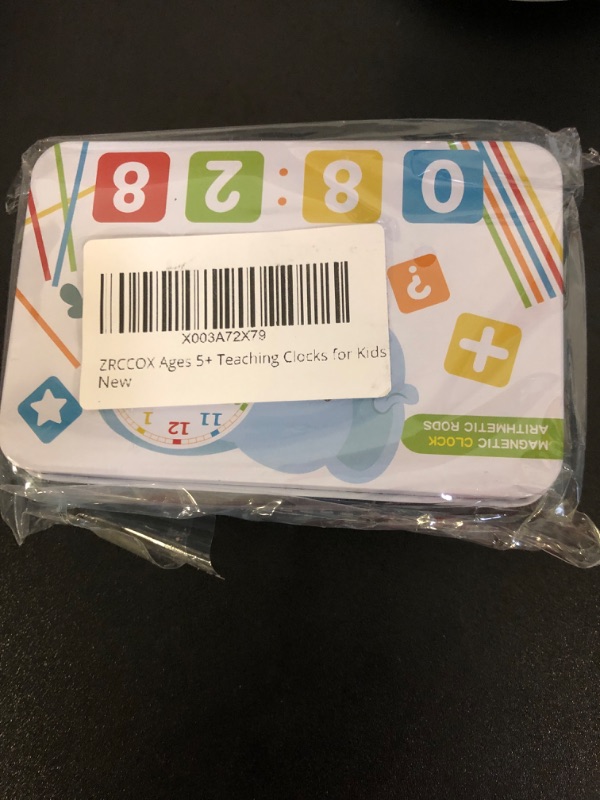 08:28
?
+
X003A72X79
ZRCCOX Ages 5+ Teaching Clocks for Kids
New
11 12 1
MAGNETIC CLOCK
ARITHMETIC RODS